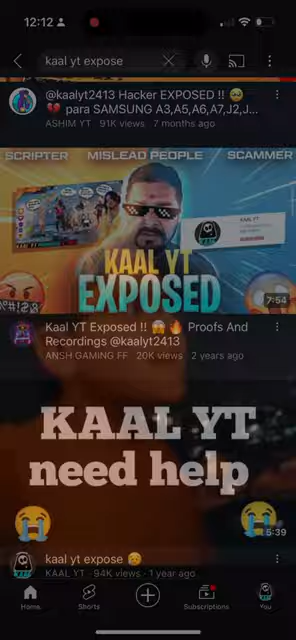 12:12
kaal yt expose
@kaalyt2413 Hacker EXPOSED !! 🥺
💔 para SAMSUNG A3,A5,A6,A7,J2,J...
ASHIM YT · 91K views · 7 months ago
SCRIPTER MISLEAD PEOPLE SCAMMER
KAAL YT
KAAL YT
EXPOSED
7:54
Kaal YT Exposed !! 😱🔥 Proofs And
Recordings @kaalyt2413
ANSH GAMING FF · 20K views · 2 years ago
KAAL YT
need help
5:39
kaal yt expose 😥
KAAL YT · 94K views · 1 year ago
Home
Shorts
Subscriptions
You